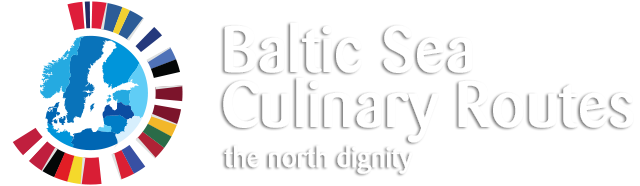 Baltic Sea
Culinary Routes
the north dignity